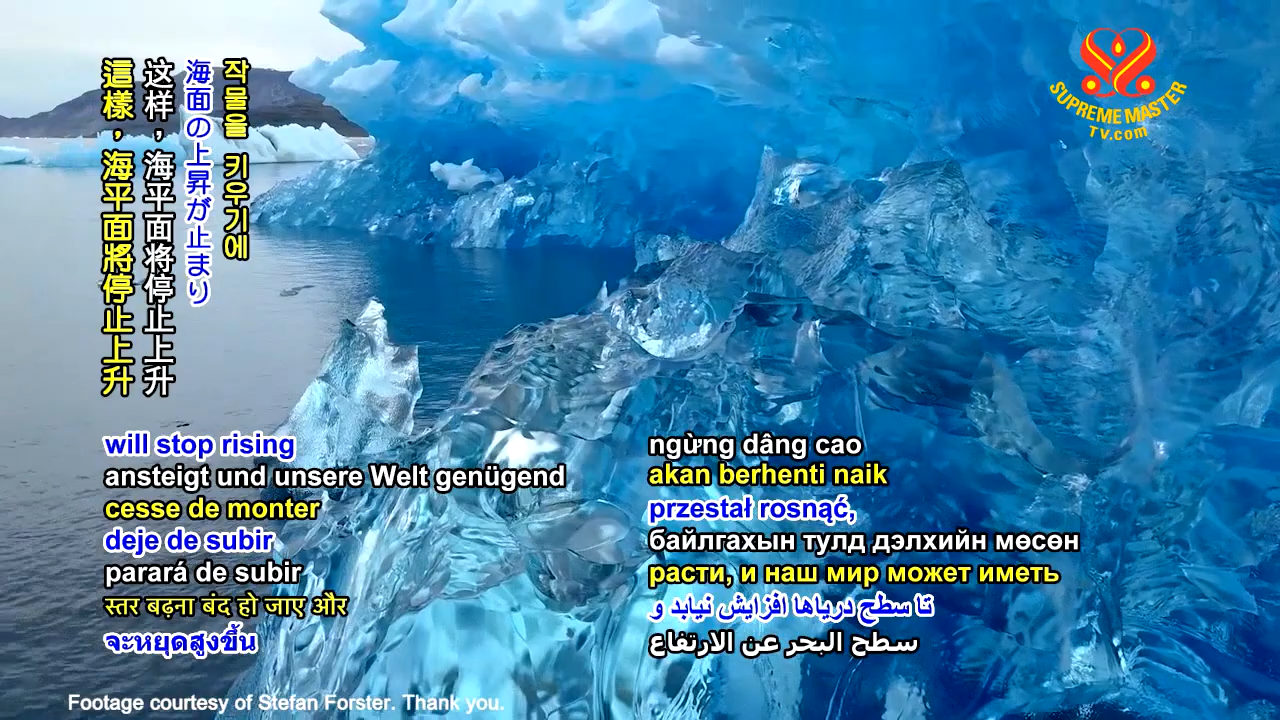 這樣，海平面將停止上升
这样，海平面将停止上升
海面の上昇が止まり
작물을 키우기에
SUPREME MASTER
TV.com
will stop rising
ansteigt und unsere Welt genügend
cesse de monter
deje de subir
parará de subir
स्तर बढ़ना बंद हो जाए और
จะหยุดสูงขึ้น
ngừng dâng cao
akan berhenti naik
przestał rosnąć,
байлгахын тулд дэлхийн мөсөн
расти, и наш мир может иметь
تا سطح دریاها افزایش نیابد و
سطح البحر عن الارتفاع
Footage courtesy of Stefan Forster. Thank you.